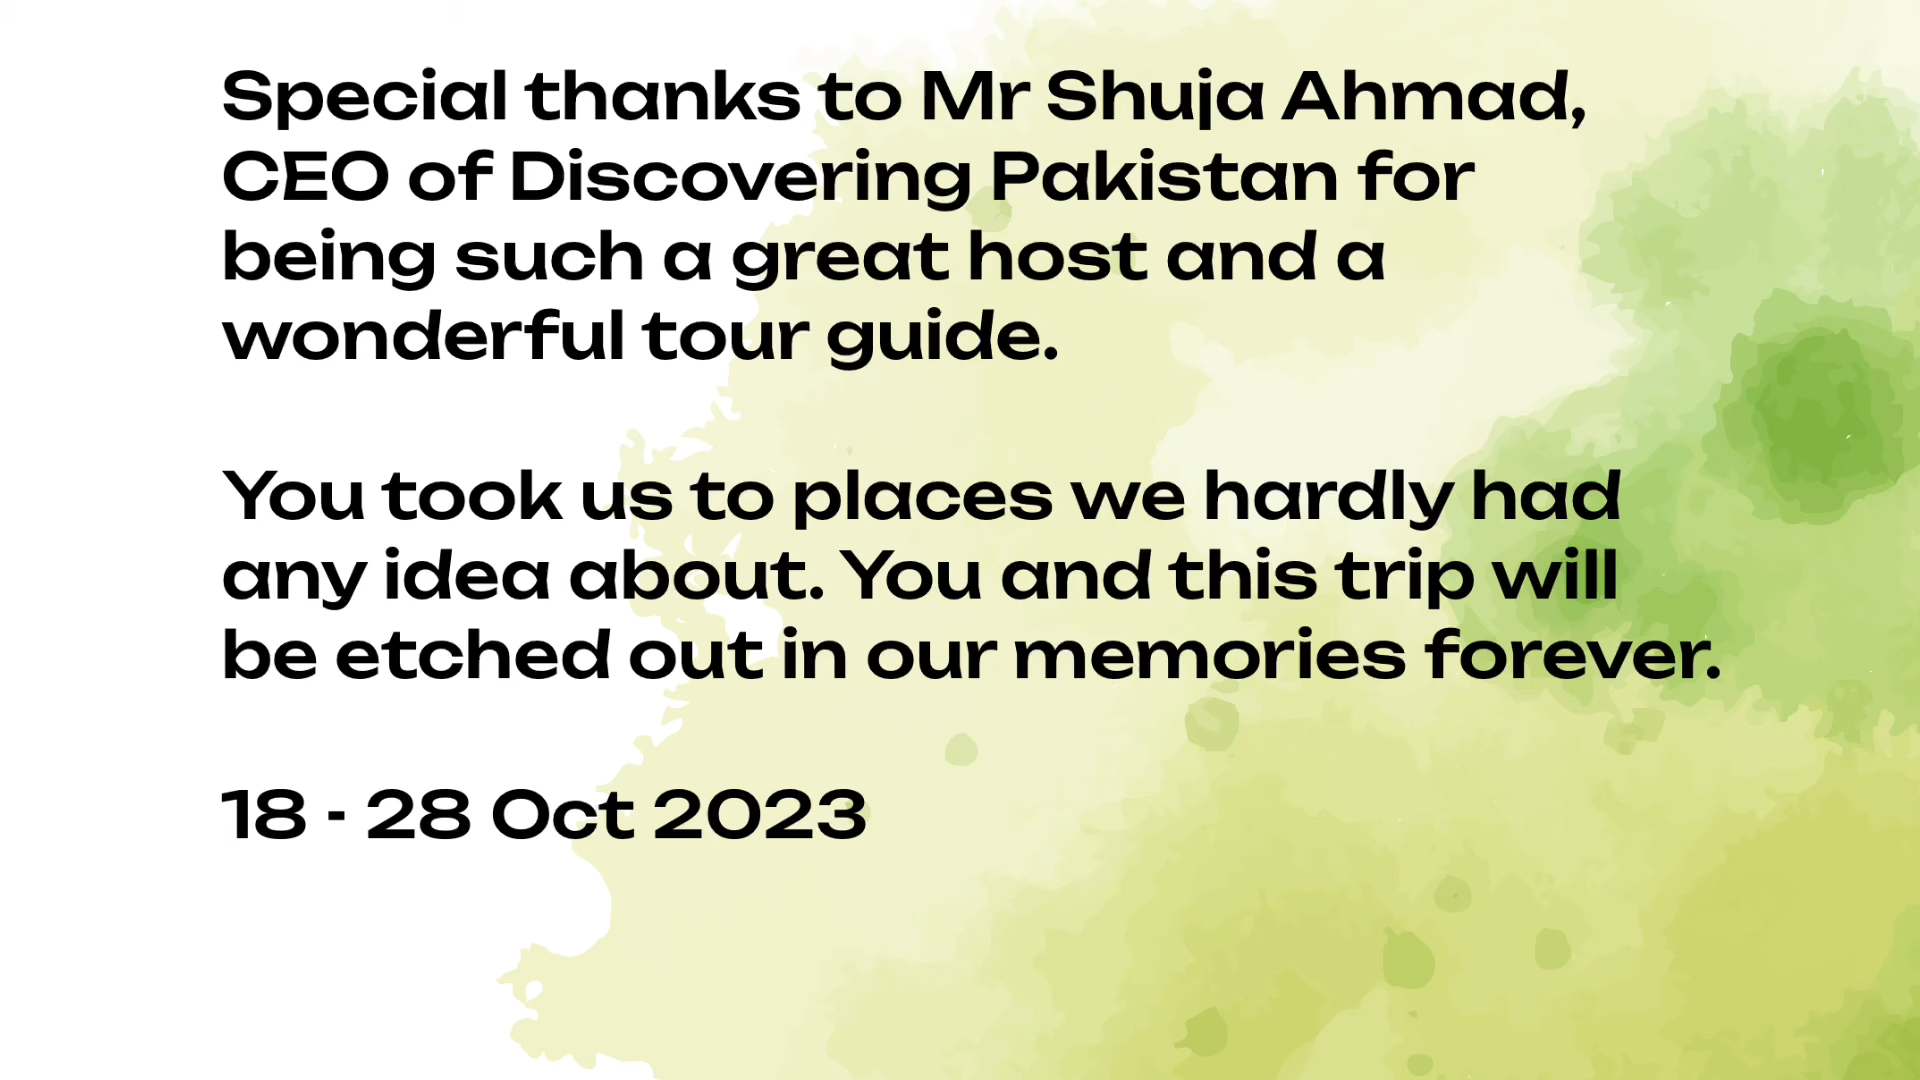 Special thanks to Mr Shuja Ahmad,
CEO of Discovering Pakistan for
being such a great host and a
wonderful tour guide.
You took us to places we hardly had
any idea about. You and this trip will
be etched out in our memories forever.
18 - 28 Oct 2023